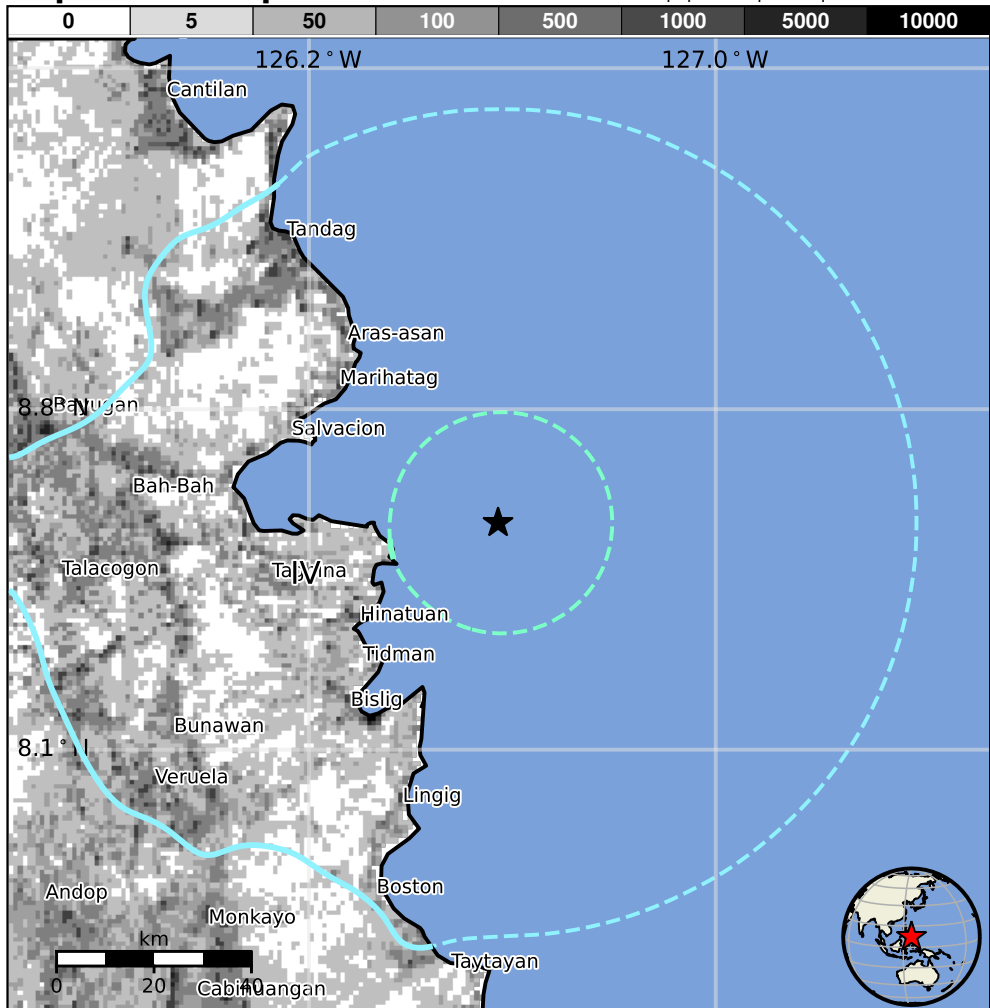 0 5 50 100 500 1000 5000 10000
126.2°W 127.0°W
Cantilan
Tandag
Aras-asan
Marihatag
8.8°N Bayugan
Salvacion
Bah-Bah
Talacogon
IV
Hinatuan
Tidman
Bislig
Bunawan
8.1°N
Veruela
Lingig
Boston
Andop
Monkayo
km
Taytayan
0 20 40